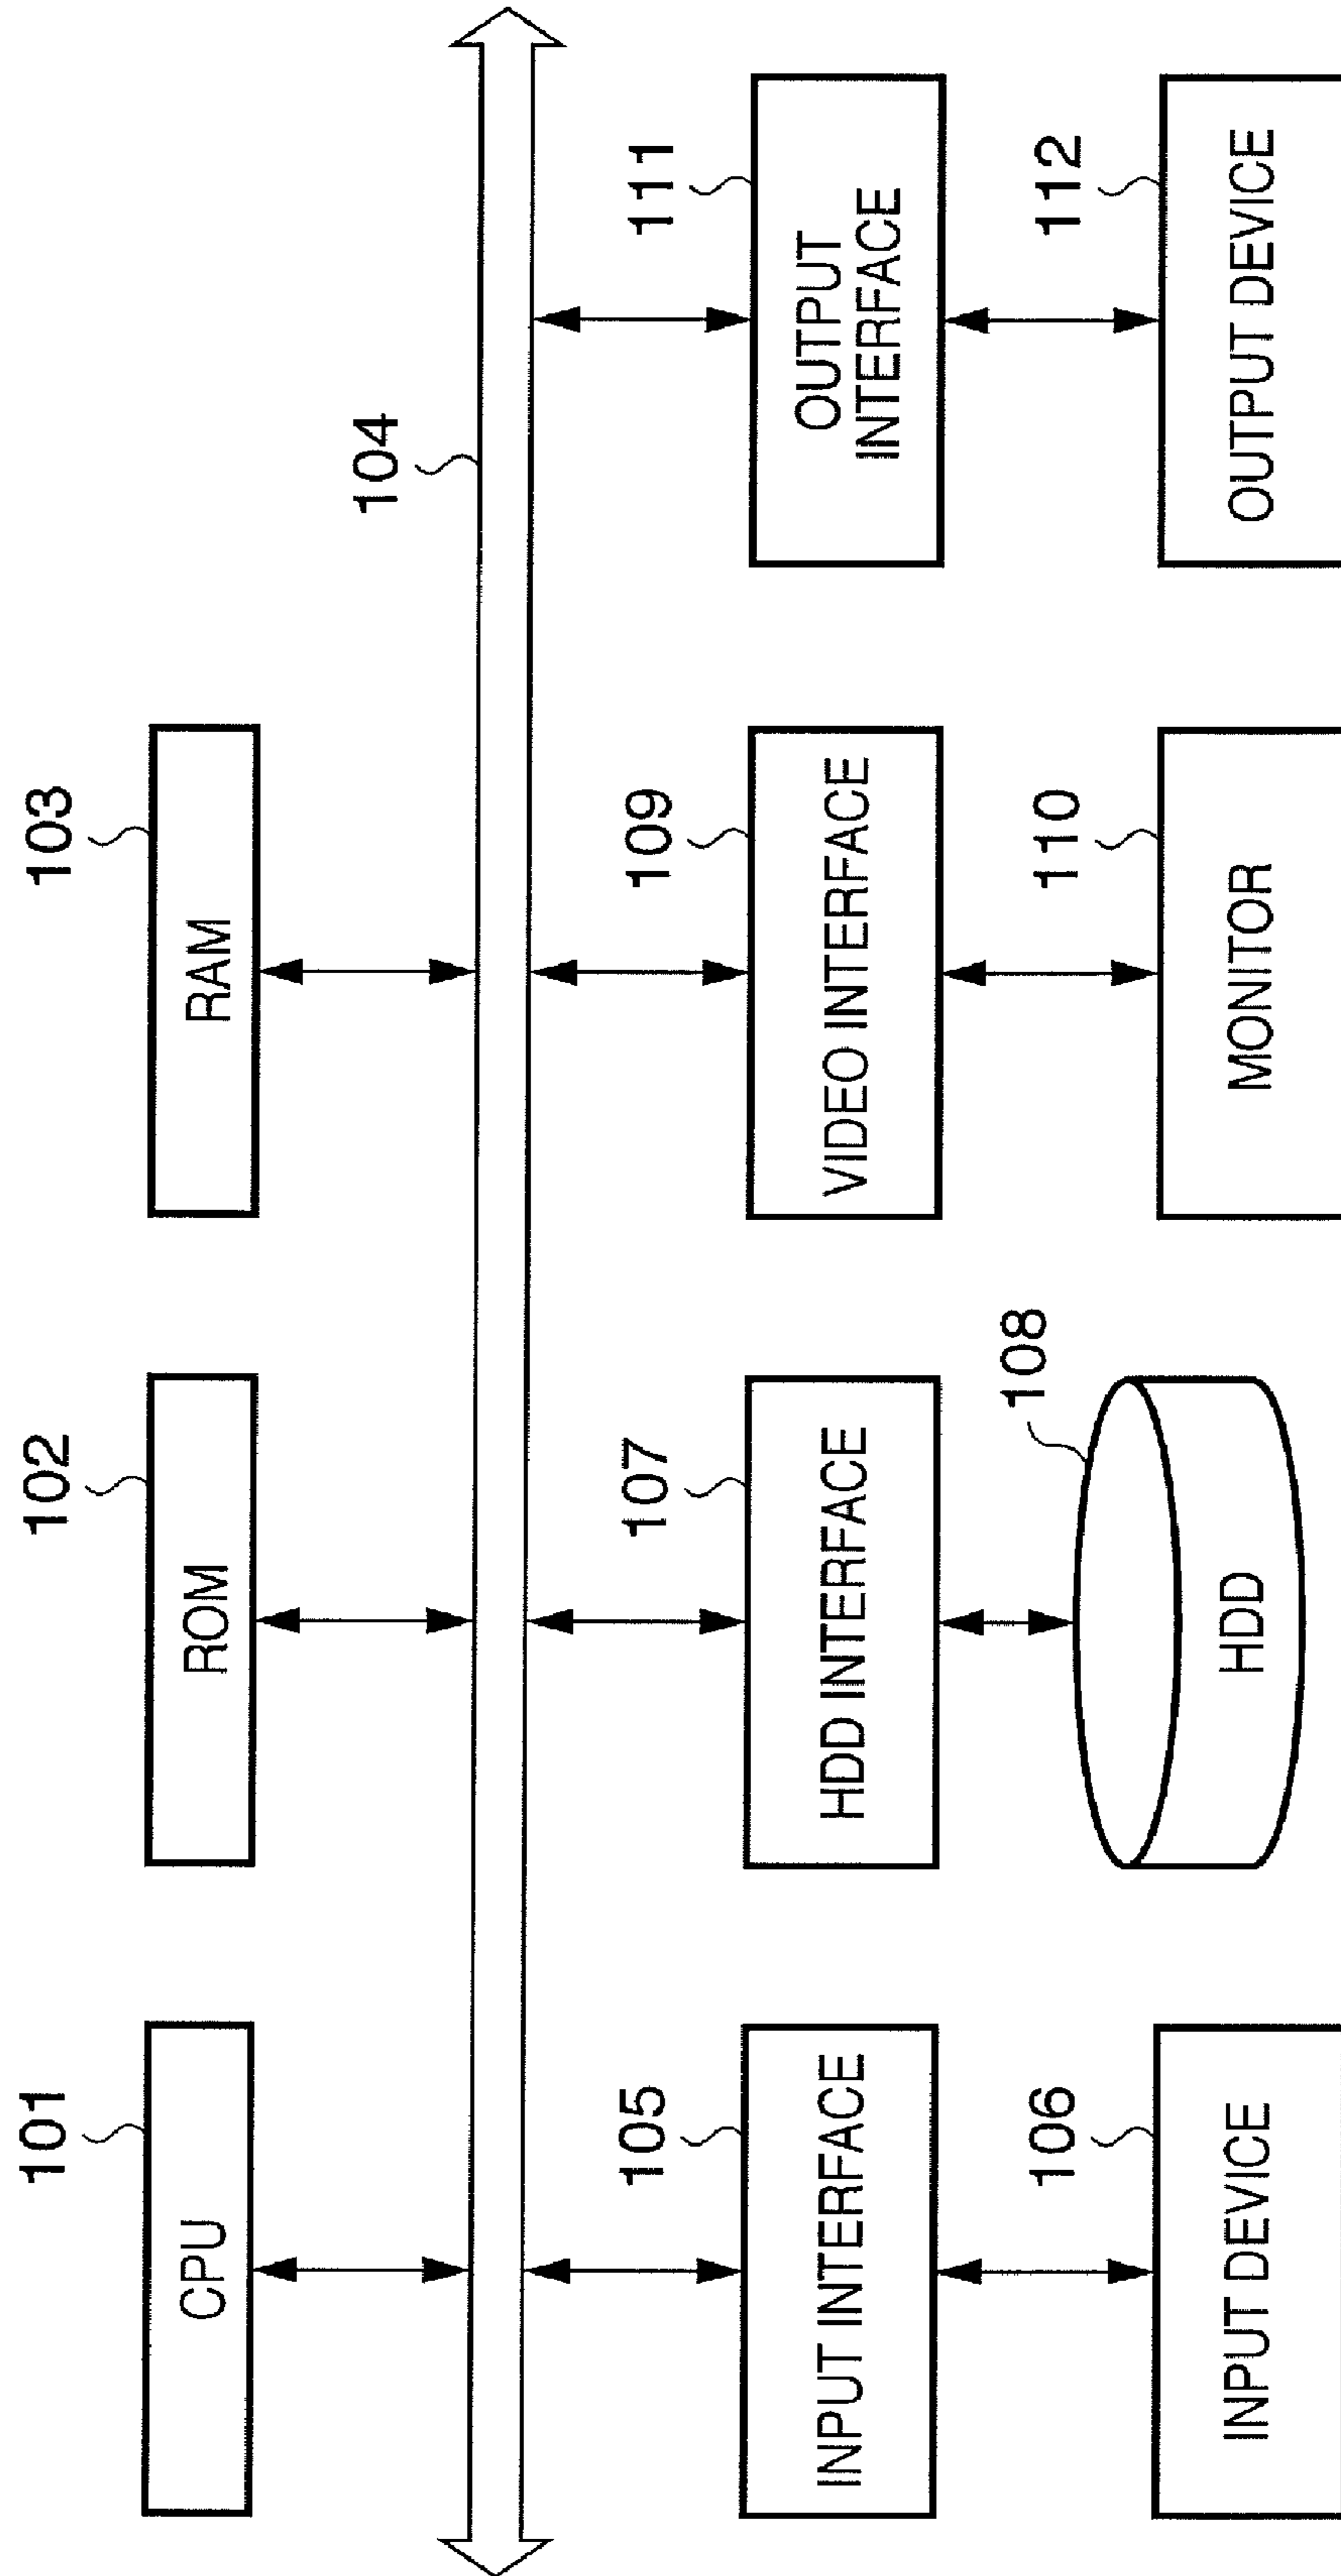 101
CPU
102
ROM
103
RAM
104
105
INPUT INTERFACE
107
HDD INTERFACE
109
VIDEO INTERFACE
111
OUTPUT
INTERFACE
106
INPUT DEVICE
108
HDD
110
MONITOR
112
OUTPUT DEVICE